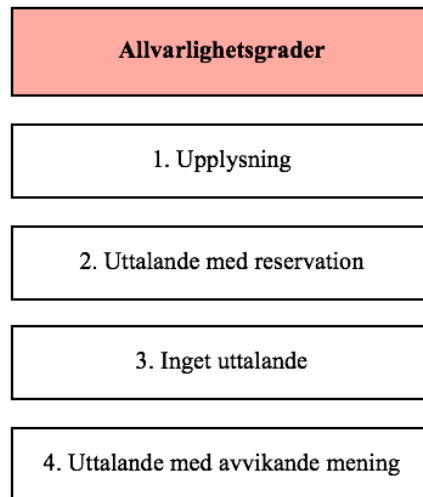 Allvarlighetsgrader
1. Upplysning
2. Uttalande med reservation
3. Inget uttalande
4. Uttalande med avvikande mening